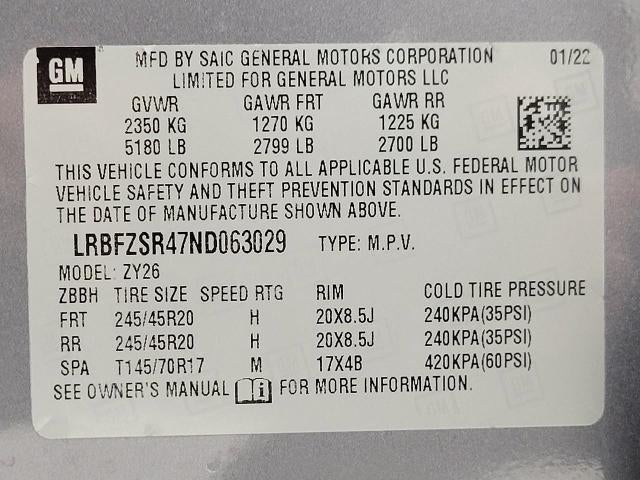 GM
MFD BY SAIC GENERAL MOTORS CORPORATION 01/22
LIMITED FOR GENERAL MOTORS LLC
GVWR GAWR FRT GAWR RR
2350 KG 1270 KG 1225 KG
5180 LB 2799 LB 2700 LB
THIS VEHICLE CONFORMS TO ALL APPLICABLE U.S. FEDERAL MOTOR
VEHICLE SAFETY AND THEFT PREVENTION STANDARDS IN EFFECT ON
THE DATE OF MANUFACTURE SHOWN ABOVE.
LRBFZSR47ND063029 TYPE: M.P.V.
MODEL: ZY26
ZBBH TIRE SIZE SPEED RTG RIM COLD TIRE PRESSURE
FRT 245/45R20 H 20X8.5J 240KPA(35PSI)
RR 245/45R20 H 20X8.5J 240KPA(35PSI)
SPA T145/70R17 M 17X4B 420KPA(60PSI)
SEE OWNER'S MANUAL i FOR MORE INFORMATION.